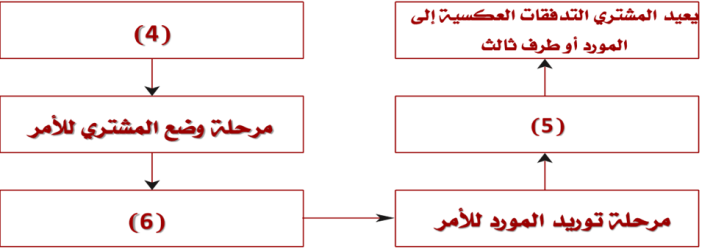 (4)
مرحلة وضع المشتري للأمر
(6)
يعيد المشتري التدفقات العكسية إلى
المورد أو طرف ثالث
(5)
مرحلة توريد المورد للأمر